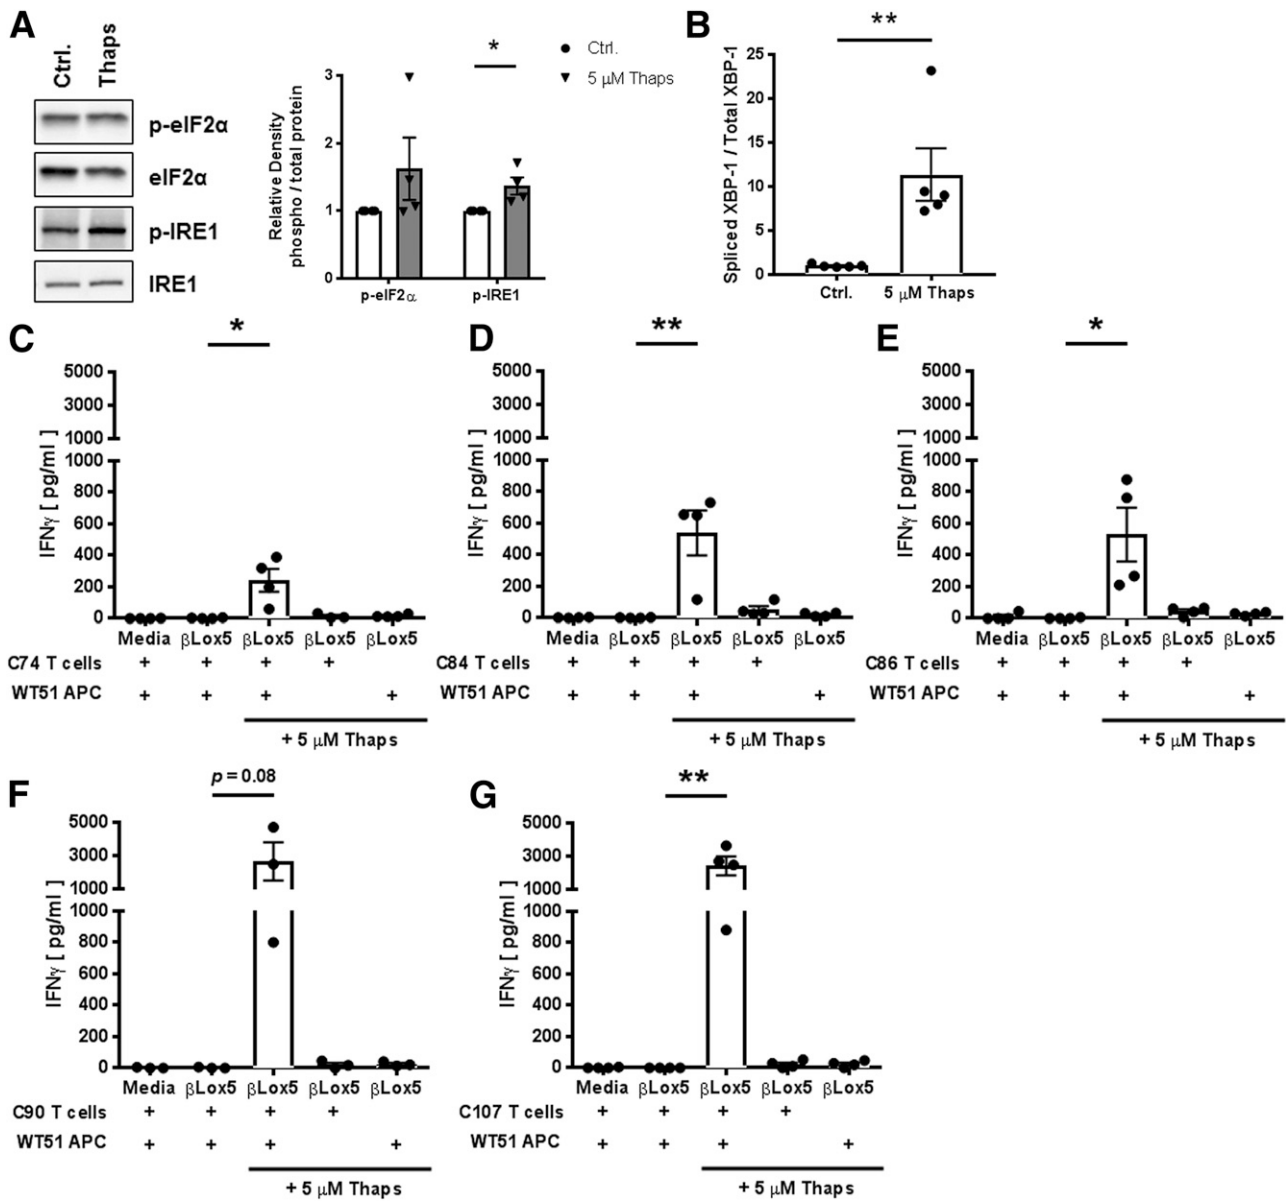 A
Ctrl.
Thaps
p-eIF2α
eIF2α
p-IRE1
IRE1
Relative Density
phospho / total protein
3
2
1
0
*
p-eIF2α
p-IRE1
Ctrl.
5 µM Thaps
B
**
Spliced XBP-1 / Total XBP-1
25
20
15
10
5
0
Ctrl.
5 µM Thaps
C
*
IFNγ [ pg/ml ]
5000
3000
1000
1000
800
600
400
200
0
Media βLox5 βLox5 βLox5 βLox5
C74 T cells + + + +
WT51 APC + + + +
+ 5 µM Thaps
D
**
IFNγ [ pg/ml ]
5000
3000
1000
1000
800
600
400
200
0
Media βLox5 βLox5 βLox5 βLox5
C84 T cells + + + +
WT51 APC + + + +
+ 5 µM Thaps
E
*
IFNγ [ pg/ml ]
5000
3000
1000
1000
800
600
400
200
0
Media βLox5 βLox5 βLox5 βLox5
C86 T cells + + + +
WT51 APC + + + +
+ 5 µM Thaps
F
p = 0.08
IFNγ [ pg/ml ]
5000
3000
1000
1000
800
600
400
200
0
Media βLox5 βLox5 βLox5 βLox5
C90 T cells + + + +
WT51 APC + + + +
+ 5 µM Thaps
G
**
IFNγ [ pg/ml ]
5000
3000
1000
1000
800
600
400
200
0
Media βLox5 βLox5 βLox5 βLox5
C107 T cells + + + +
WT51 APC + + + +
+ 5 µM Thaps